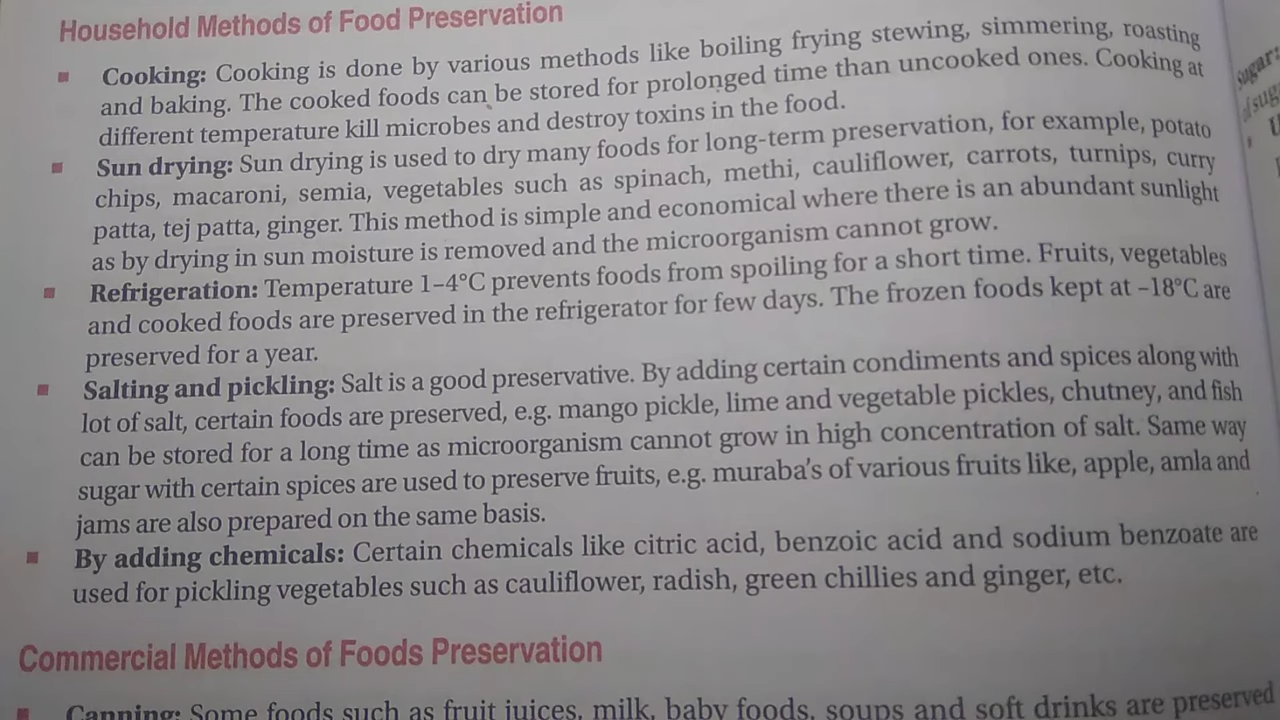 Household Methods of Food Preservation
▪ Cooking: Cooking is done by various methods like boiling frying stewing, simmering, roasting
and baking. The cooked foods can be stored for prolonged time than uncooked ones. Cooking at
different temperature kill microbes and destroy toxins in the food.
▪ Sun drying: Sun drying is used to dry many foods for long-term preservation, for example, potato
chips, macaroni, semia, vegetables such as spinach, methi, cauliflower, carrots, turnips, curry
patta, tej patta, ginger. This method is simple and economical where there is an abundant sunlight
as by drying in sun moisture is removed and the microorganism cannot grow.
▪ Refrigeration: Temperature 1–4°C prevents foods from spoiling for a short time. Fruits, vegetables
and cooked foods are preserved in the refrigerator for few days. The frozen foods kept at –18°C are
preserved for a year.
▪ Salting and pickling: Salt is a good preservative. By adding certain condiments and spices along with
lot of salt, certain foods are preserved, e.g. mango pickle, lime and vegetable pickles, chutney, and fish
can be stored for a long time as microorganism cannot grow in high concentration of salt. Same way
sugar with certain spices are used to preserve fruits, e.g. muraba's of various fruits like, apple, amla and
jams are also prepared on the same basis.
▪ By adding chemicals: Certain chemicals like citric acid, benzoic acid and sodium benzoate are
used for pickling vegetables such as cauliflower, radish, green chillies and ginger, etc.
Commercial Methods of Foods Preservation
▪ Canning: Some foods such as fruit juices, milk, baby foods, soups and soft drinks are preserved